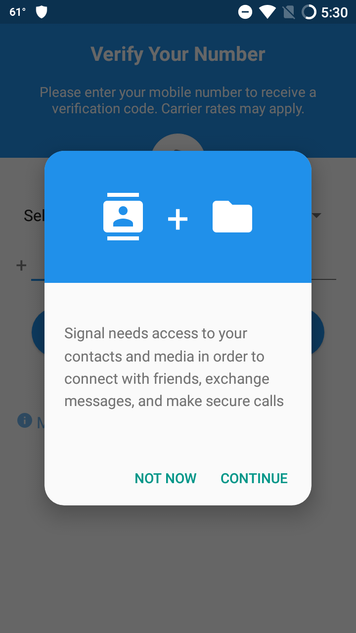 61°
5:30
Verify Your Number
Please enter your mobile number to receive a
verification code. Carrier rates may apply.
+
Signal needs access to your
contacts and media in order to
connect with friends, exchange
messages, and make secure calls
NOT NOW
CONTINUE